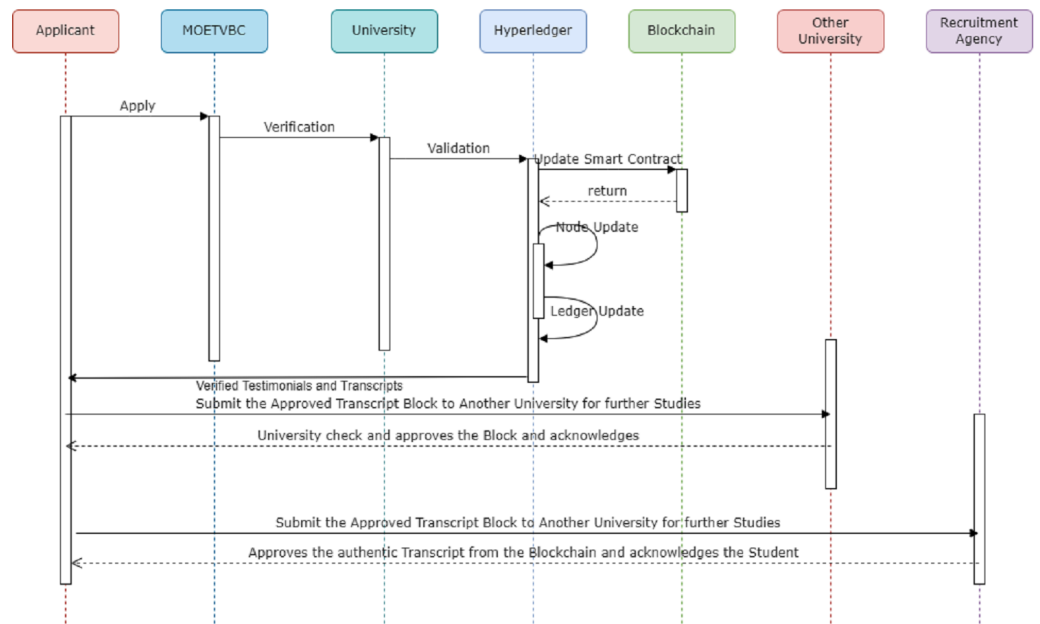 Applicant
MOETVBC
University
Hyperledger
Blockchain
Other
University
Recruitment
Agency
Apply
Verification
Validation
Update Smart Contract
return
Node Update
Ledger Update
Verified Testimonials and Transcripts
Submit the Approved Transcript Block to Another University for further Studies
University check and approves the Block and acknowledges
Submit the Approved Transcript Block to Another University for further Studies
Approves the authentic Transcript from the Blockchain and acknowledges the Student